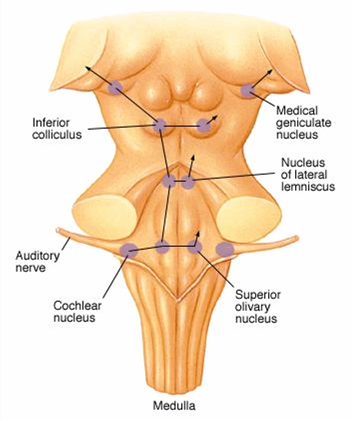 Inferior
colliculus
Medical
geniculate
nucleus
Nucleus
of lateral
lemniscus
Auditory
nerve
Cochlear
nucleus
Superior
olivary
nucleus
Medulla